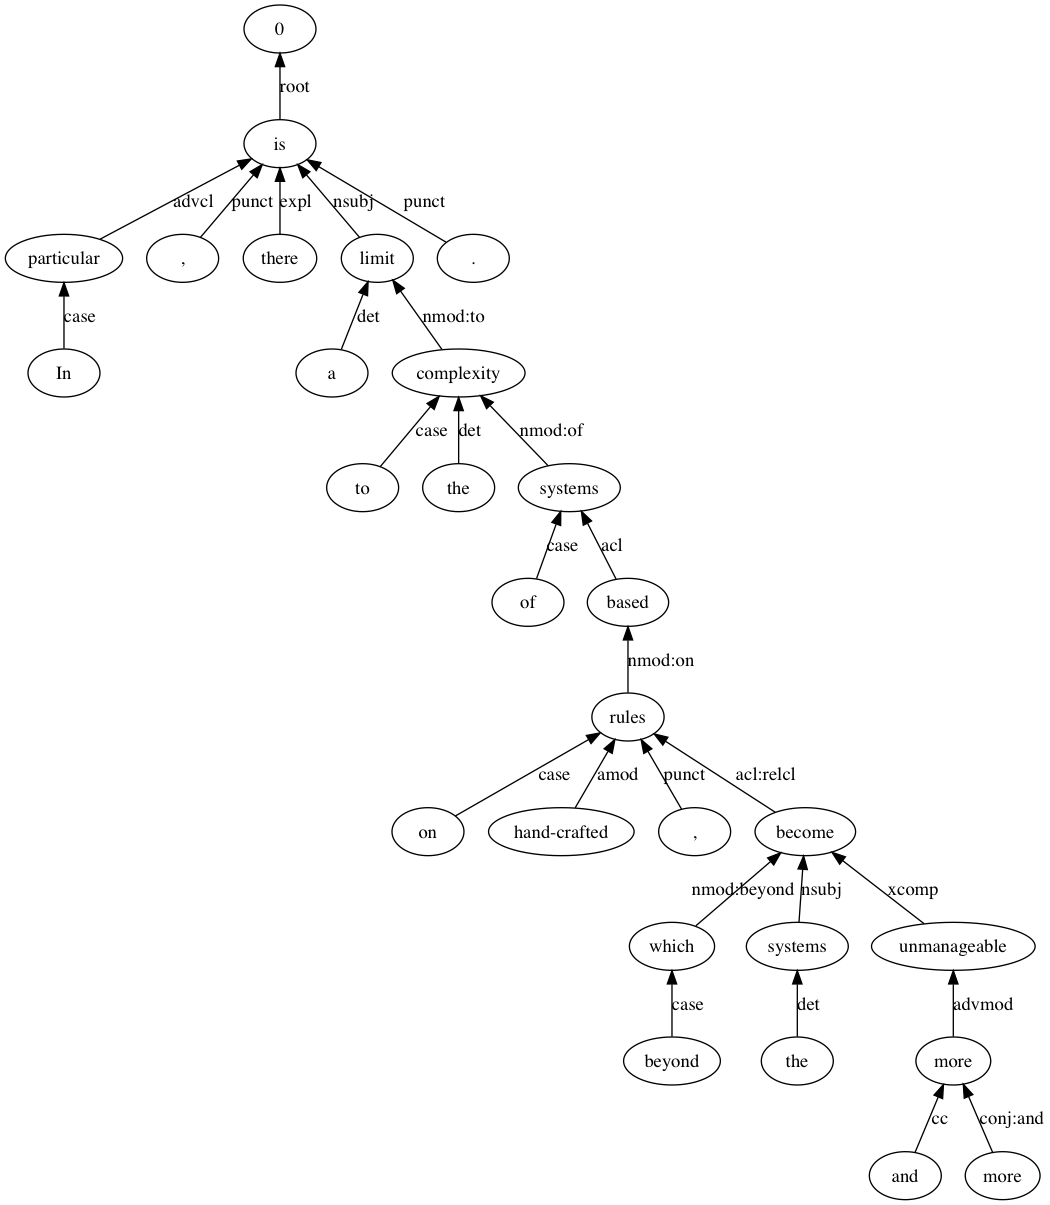 0
root
is
advcl punct expl nsubj punct
particular , there limit .
case det nmod:to
In a complexity
case det nmod:of
to the systems
case acl
of based
nmod:on
rules
case amod punct acl:relcl
on hand-crafted , become
nmod:beyond nsubj xcomp
which systems unmanageable
case det advmod
beyond the more
cc conj:and
and more